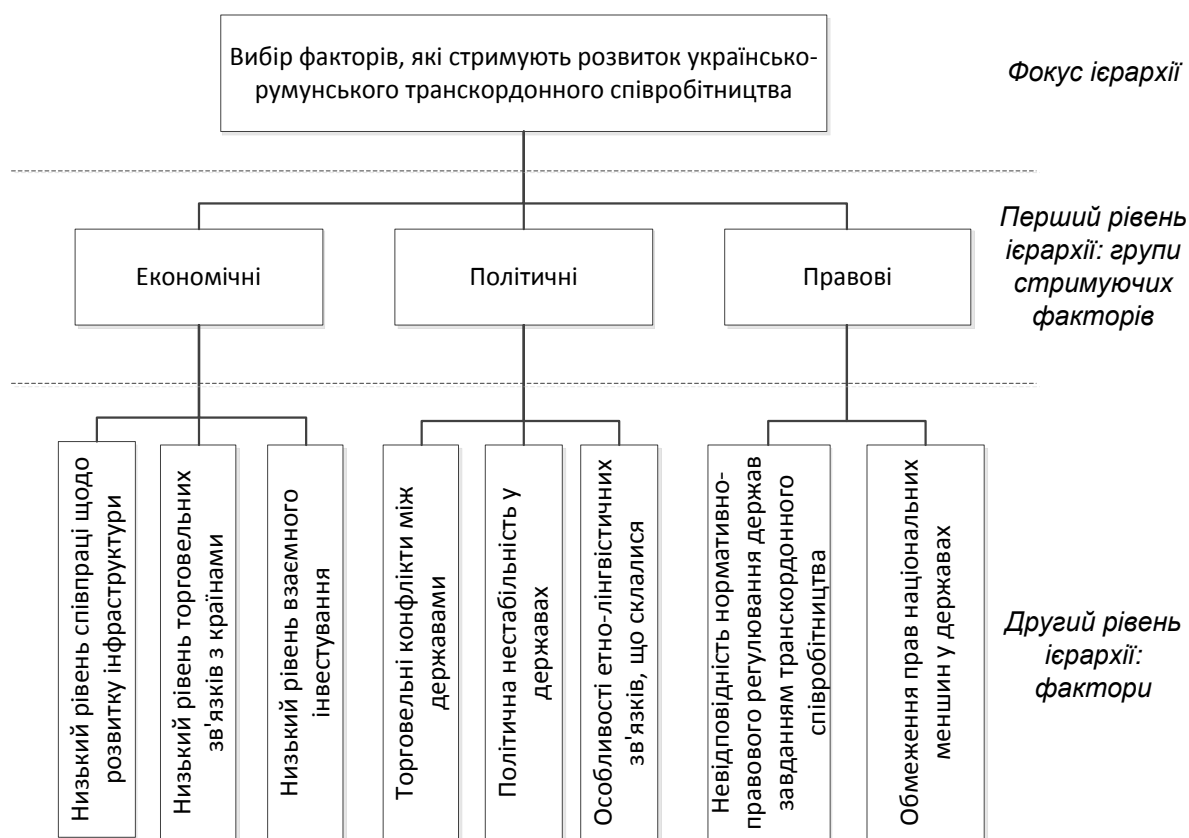 Вибір факторів, які стримують розвиток українсько-
румунського транскордонного співробітництва
Фокус ієрархії
Економічні
Політичні
Правові
Перший рівень
ієрархії: групи
стримуючих
факторів
Низький рівень співпраці щодо
розвитку інфраструктури
Низький рівень торговельних
зв'язків з країнами
Низький рівень взаємного
інвестування
Торговельні конфлікти між
державами
Політична нестабільність у
державах
Особливості етно-лінгвістичних
зв'язків, що склалися
Невідповідність нормативно-
правового регулювання держав
завданням транскордонного
співробітництва
Обмеження прав національних
меншин у державах
Другий рівень
ієрархії:
фактори